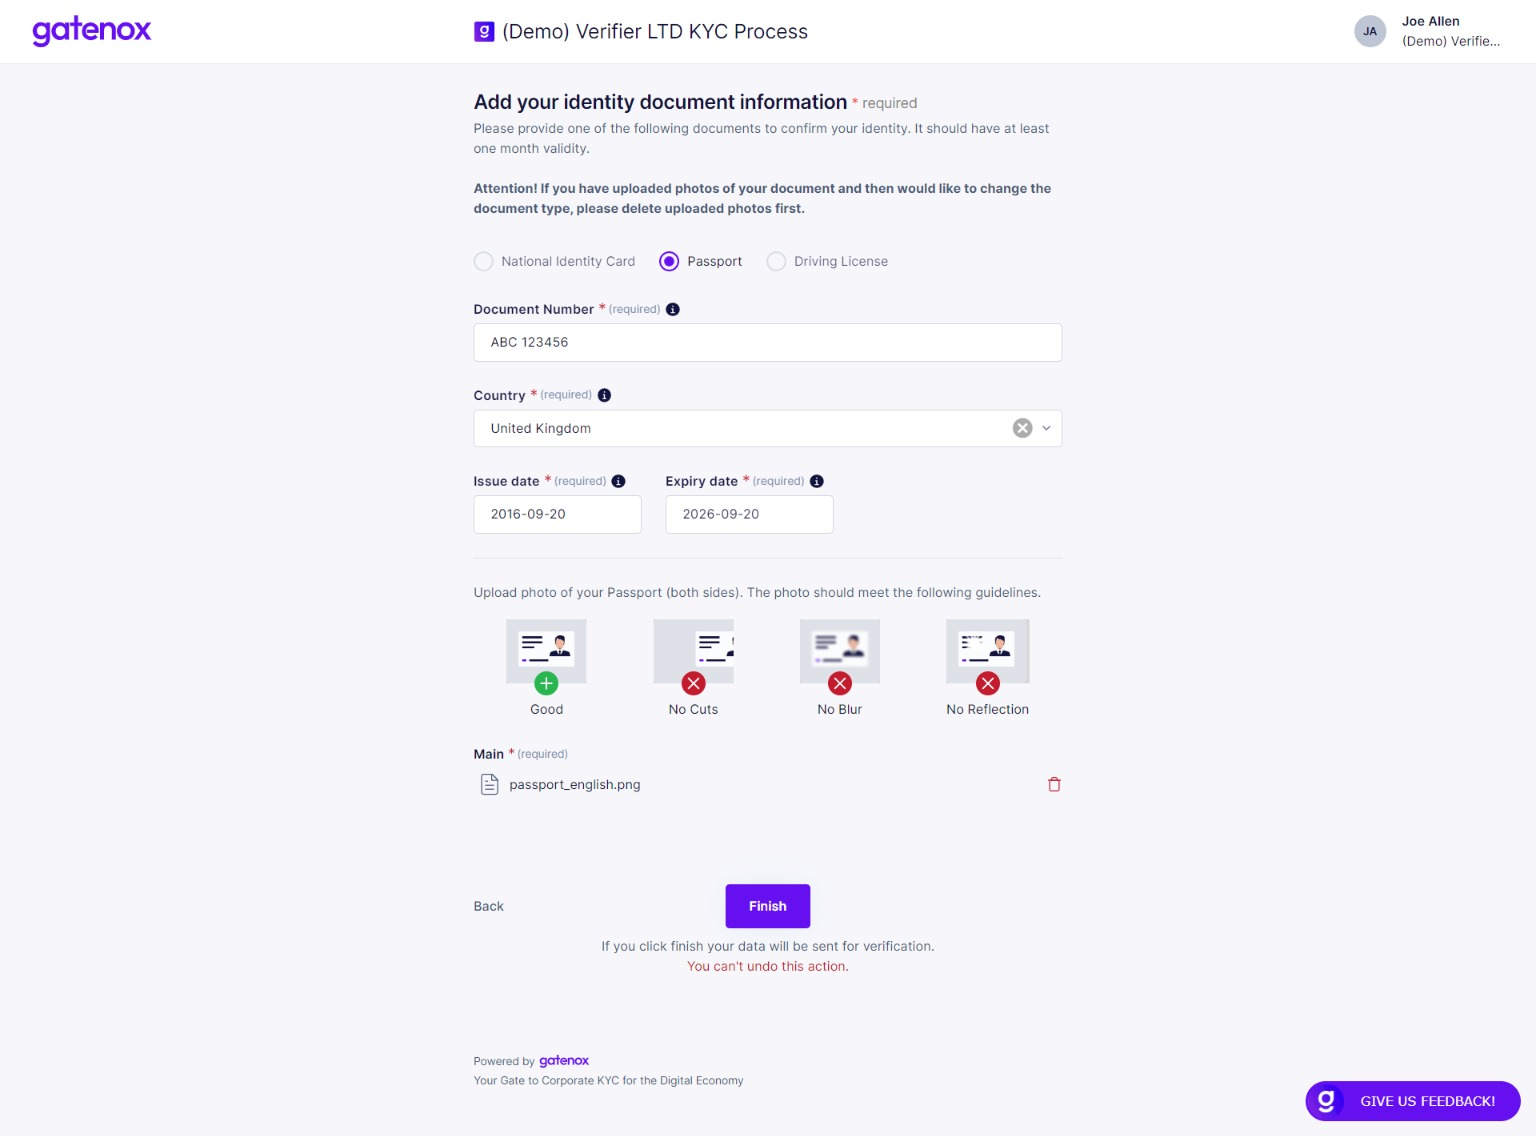 gatenox
g (Demo) Verifier LTD KYC Process
JA
Joe Allen
(Demo) Verifie...
Add your identity document information * required
Please provide one of the following documents to confirm your identity. It should have at least
one month validity.
Attention! If you have uploaded photos of your document and then would like to change the
document type, please delete uploaded photos first.
National Identity Card Passport Driving License
Document Number * (required) i
ABC 123456
Country * (required) i
United Kingdom
Issue date * (required) i Expiry date * (required) i
2016-09-20 2026-09-20
Upload photo of your Passport (both sides). The photo should meet the following guidelines.
Good No Cuts No Blur No Reflection
Main * (required)
passport_english.png
Back Finish
If you click finish your data will be sent for verification.
You can't undo this action.
Powered by gatenox
Your Gate to Corporate KYC for the Digital Economy
g GIVE US FEEDBACK!